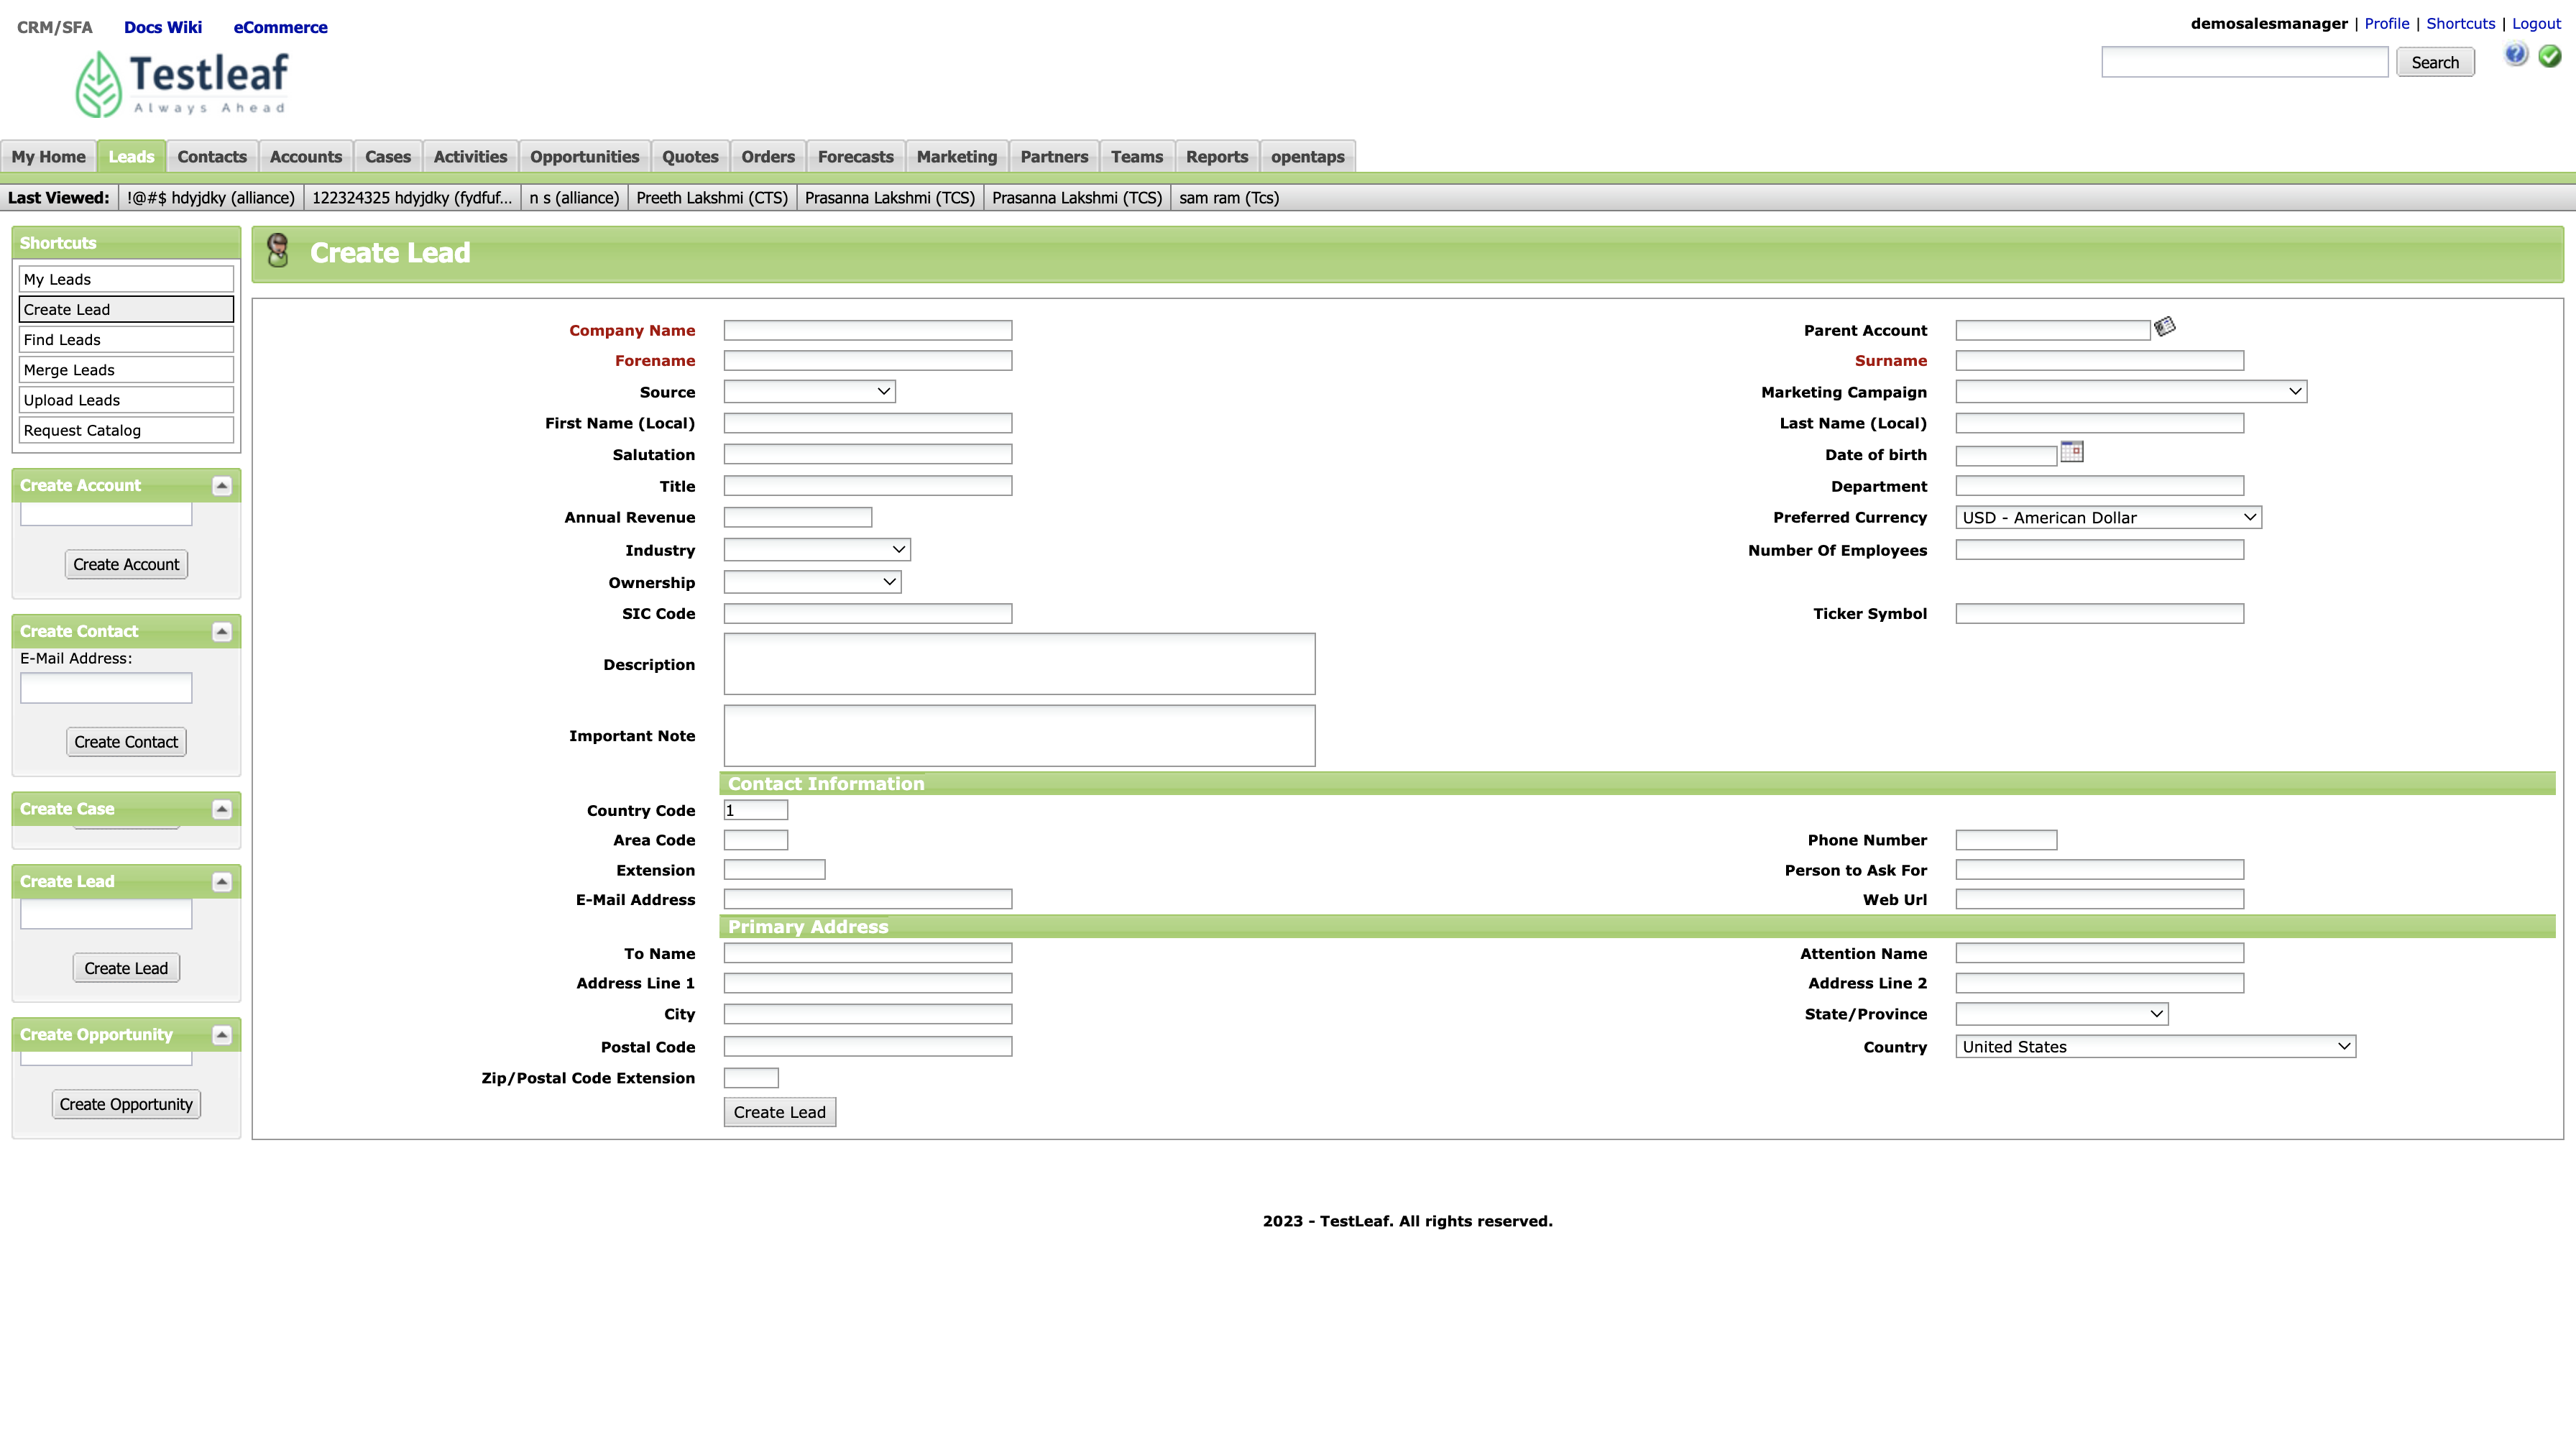 CRM/SFA Docs Wiki eCommerce
demosalesmanager | Profile | Shortcuts | Logout
Testleaf
Always Ahead
Search
My Home Leads Contacts Accounts Cases Activities Opportunities Quotes Orders Forecasts Marketing Partners Teams Reports opentaps
Last Viewed: !@#$ hdyjdky (alliance) 122324325 hdyjdky (fydfuf... n s (alliance) Preeth Lakshmi (CTS) Prasanna Lakshmi (TCS) Prasanna Lakshmi (TCS) sam ram (Tcs)
Shortcuts
My Leads
Create Lead
Find Leads
Merge Leads
Upload Leads
Request Catalog
Create Account
Create Account
Create Contact
E-Mail Address:
Create Contact
Create Case
Create Lead
Create Lead
Create Opportunity
Create Opportunity
Create Lead
Company Name Parent Account
Forename Surname
Source Marketing Campaign
First Name (Local) Last Name (Local)
Salutation Date of birth
Title Department
Annual Revenue Preferred Currency USD - American Dollar
Industry Number Of Employees
Ownership
SIC Code Ticker Symbol
Description
Important Note
Contact Information
Country Code 1
Area Code Phone Number
Extension Person to Ask For
E-Mail Address Web Url
Primary Address
To Name Attention Name
Address Line 1 Address Line 2
City State/Province
Postal Code Country United States
Zip/Postal Code Extension
Create Lead
2023 - TestLeaf. All rights reserved.